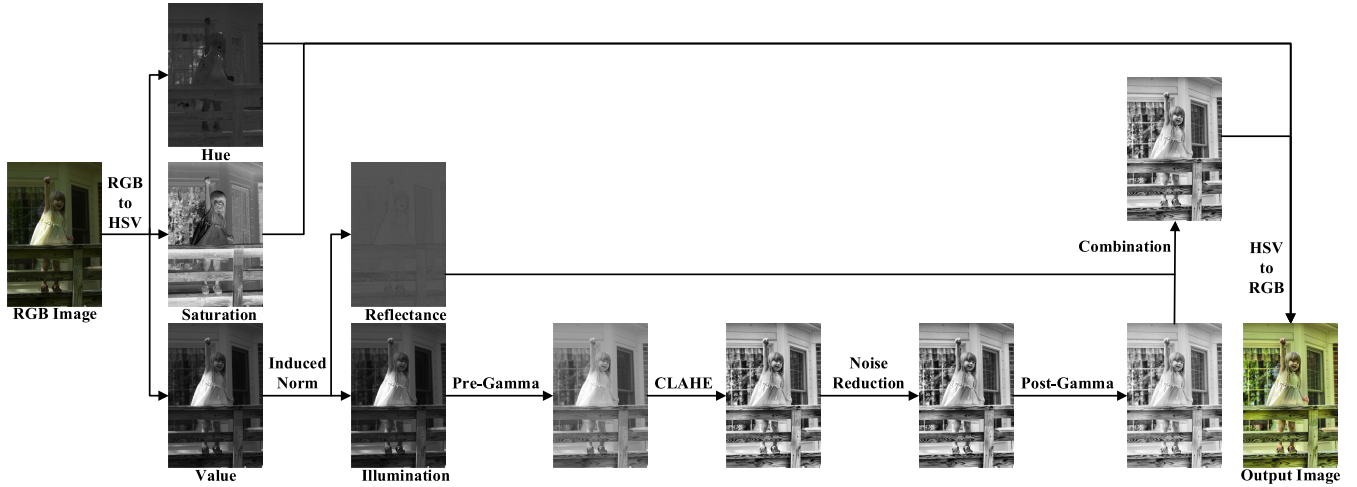 Hue
RGB
to
HSV
RGB Image
Saturation
Reflectance
Combination
HSV
to
RGB
Induced
Norm
Pre-Gamma
CLAHE
Noise
Reduction
Post-Gamma
Value
Illumination
Output Image